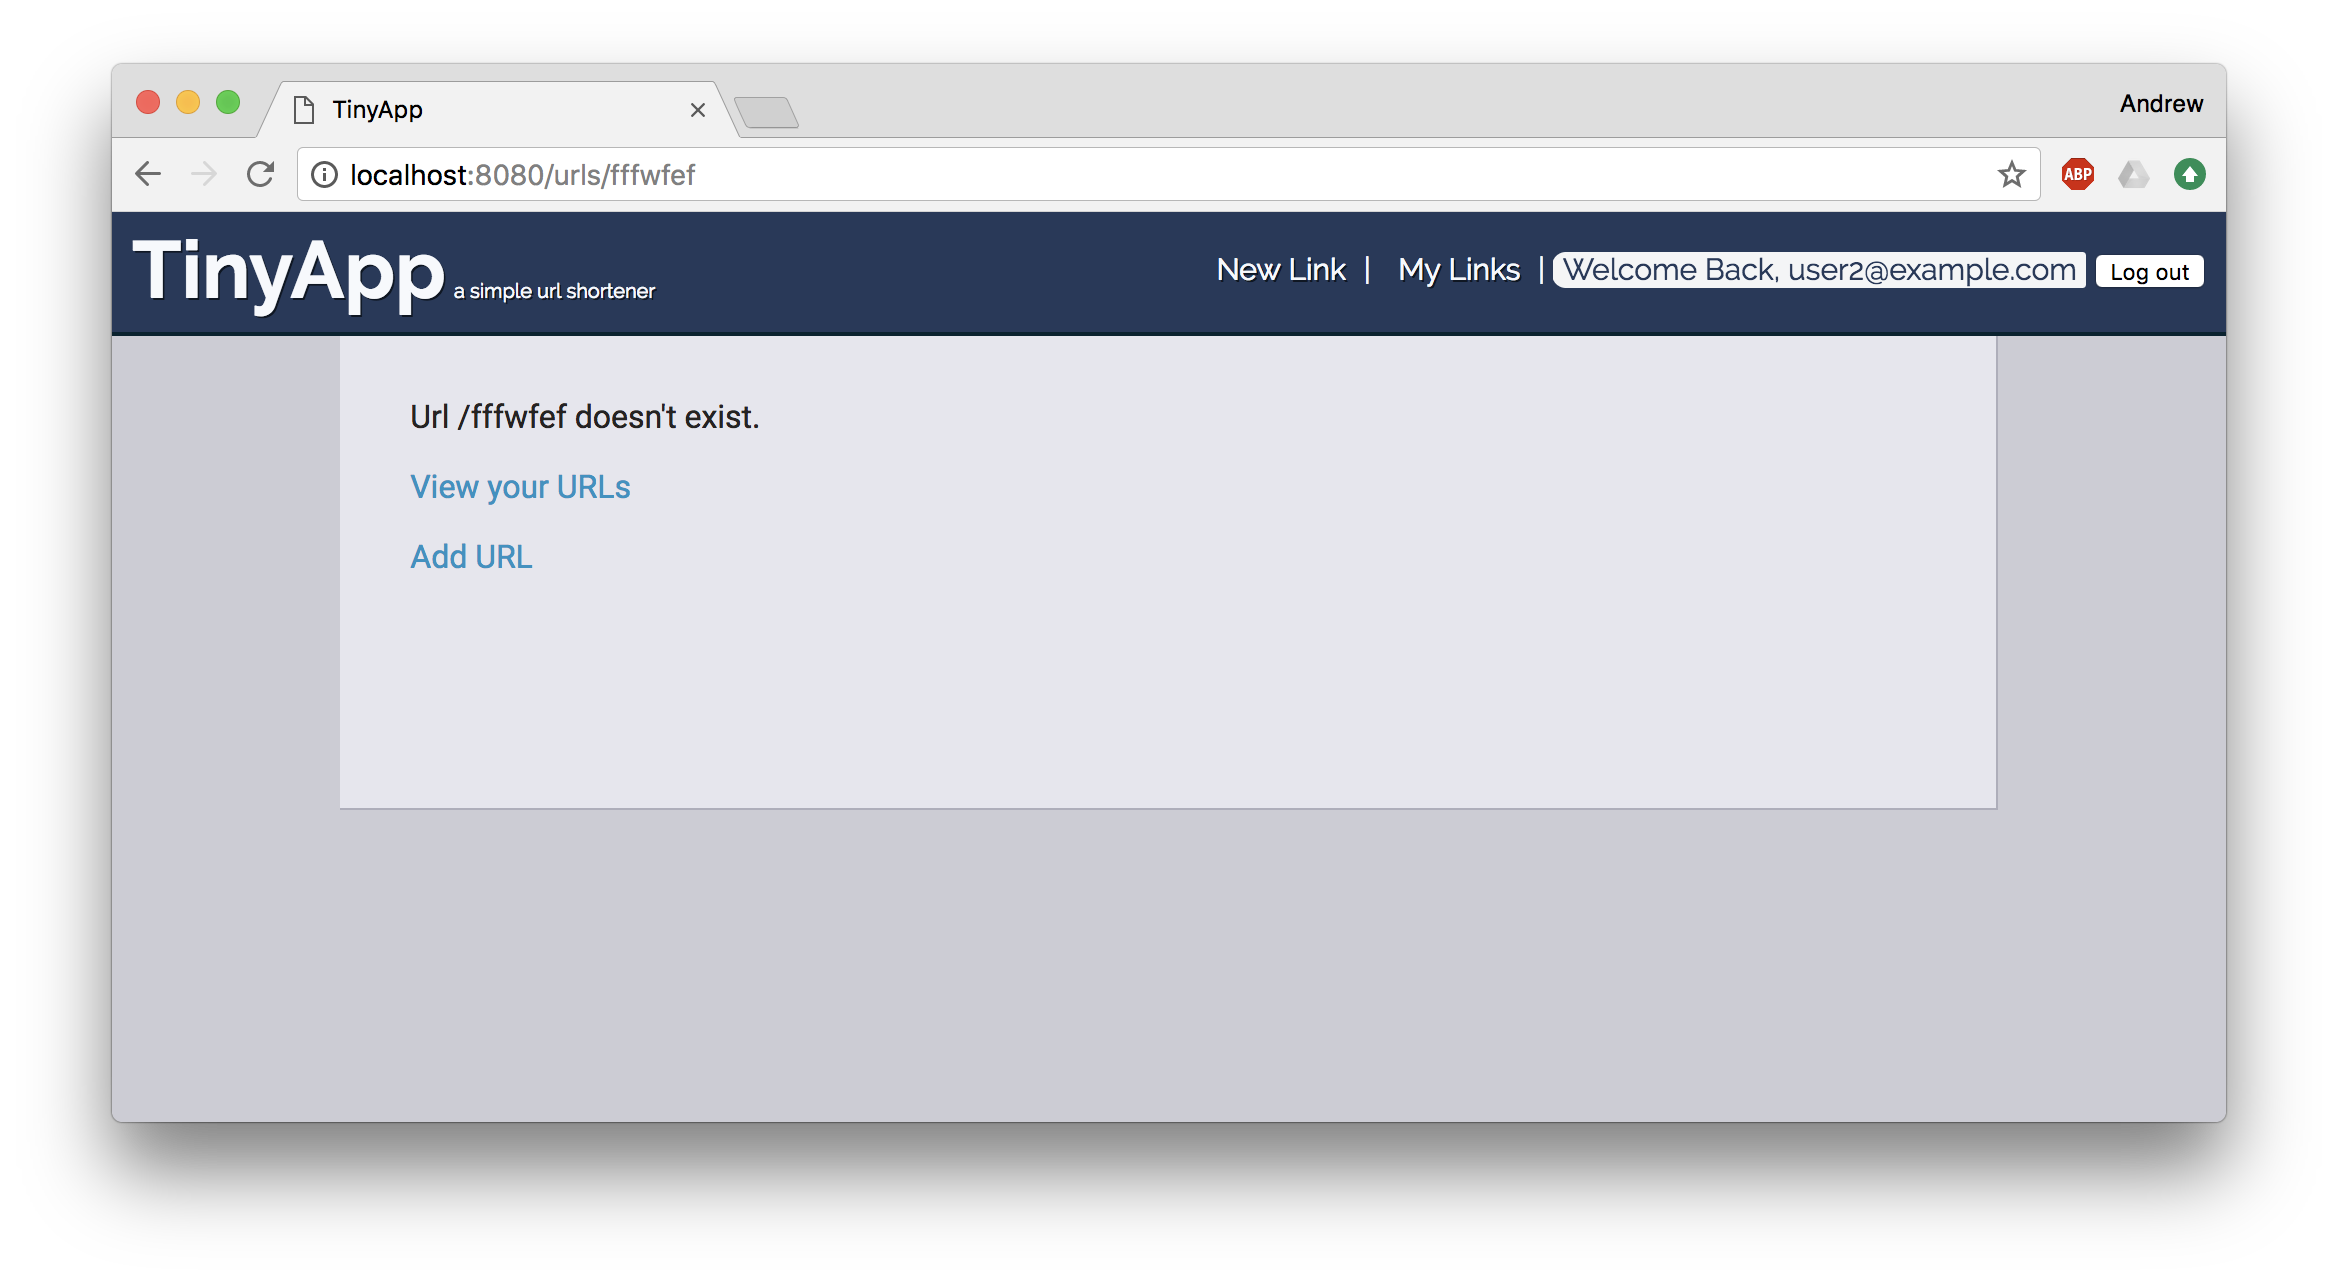 TinyApp
Andrew
localhost:8080/urls/fffwfef
ABP
TinyApp a simple url shortener
New Link | My Links | Welcome Back, user2@example.com Log out
Url /fffwfef doesn't exist.
View your URLs
Add URL